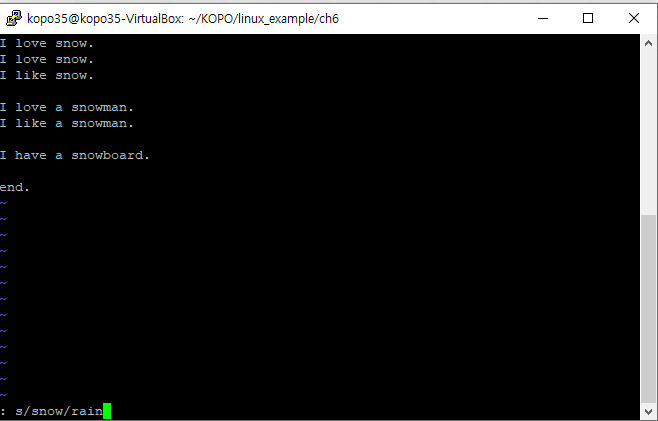 kopo35@kopo35-VirtualBox: ~/KOPO/linux_example/ch6
I love snow.
I love snow.
I like snow.
I love a snowman.
I like a snowman.
I have a snowboard.
end.
~
~
~
~
~
~
~
~
~
~
~
~
~
: s/snow/rain